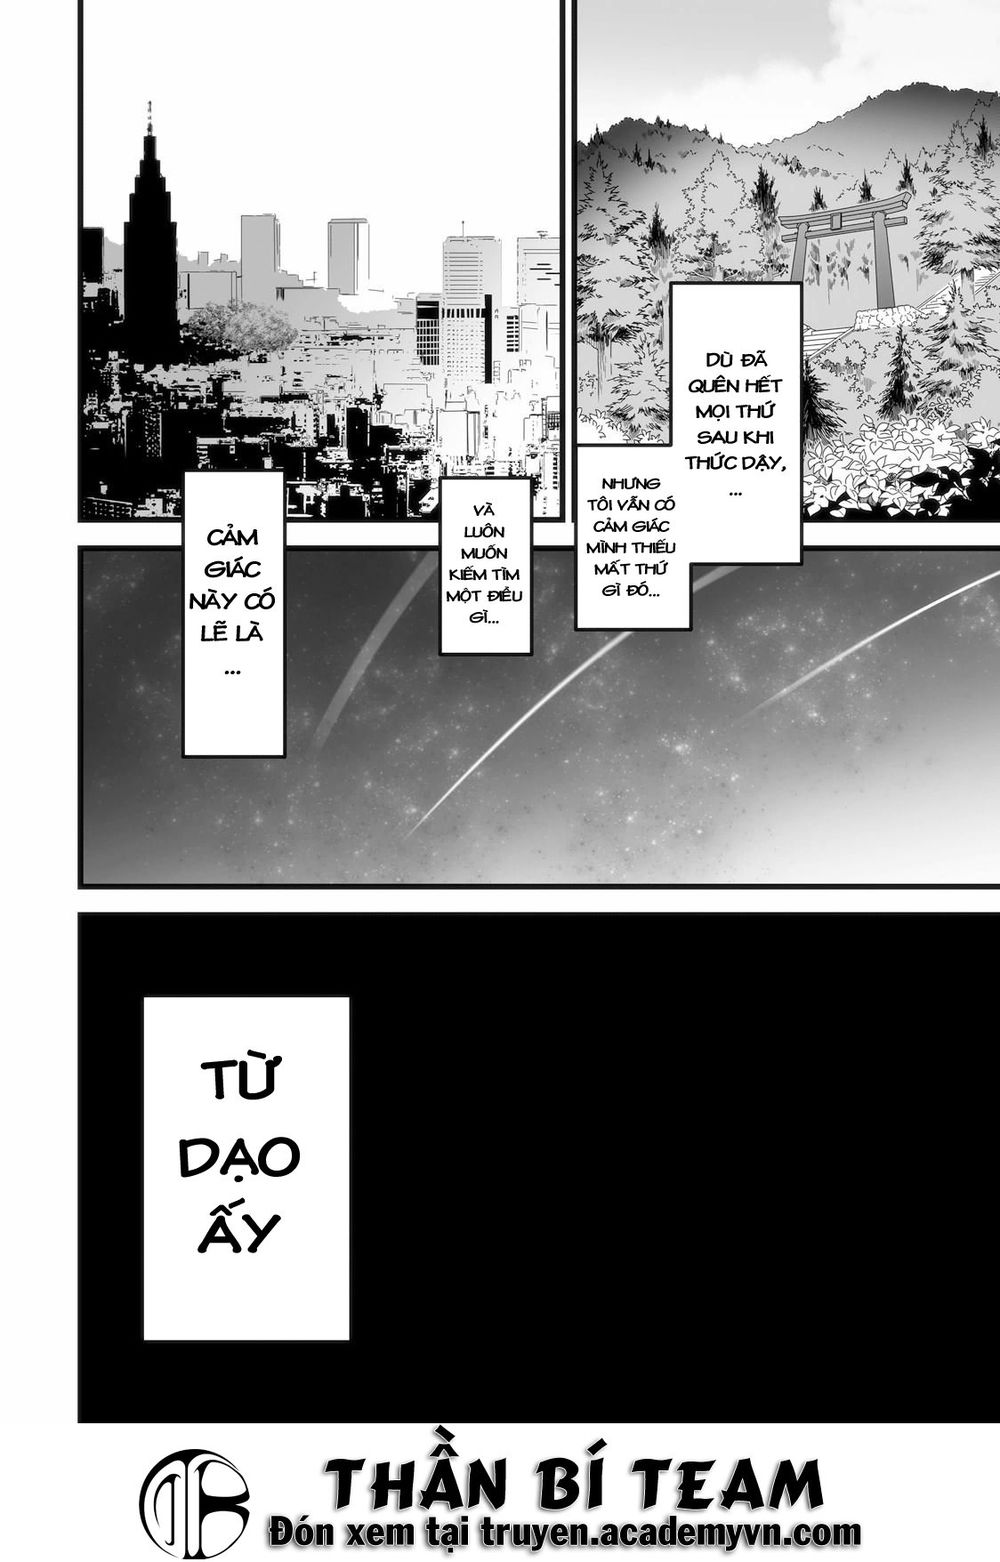 DÙ ĐÃ
QUÊN HẾT
MỌI THỨ
SAU KHI
THỨC DẬY,
...
NHƯNG
TÔI VẪN CÓ
CẢM GIÁC
MÌNH THIẾU
MẤT THỨ
GÌ ĐÓ...
VÀ
LUÔN
MUỐN
KIẾM TÌM
MỘT ĐIỀU
GÌ...
CẢM
GIÁC
NÀY CÓ
LẼ LÀ
...
TỪ
DẠO
ẤY
THẦN BÍ TEAM
Đón xem tại truyen.academyvn.com